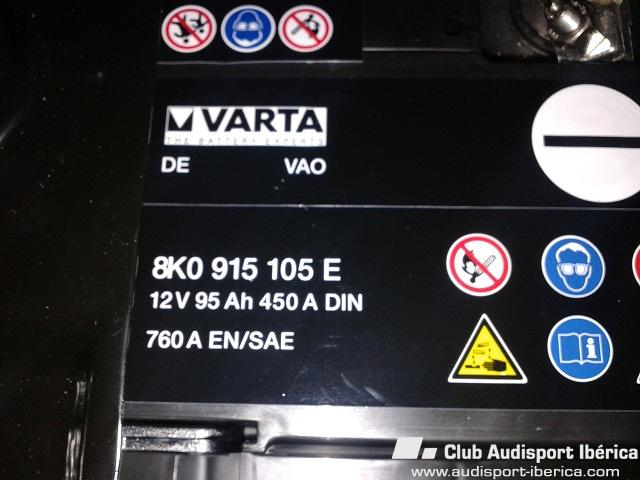 VARTA
THE BATTERY EXPERTS
DE VAO
8K0 915 105 E
12V 95 Ah 450 A DIN
760 A EN/SAE
Club Audisport Ibérica
www.audisport-iberica.com